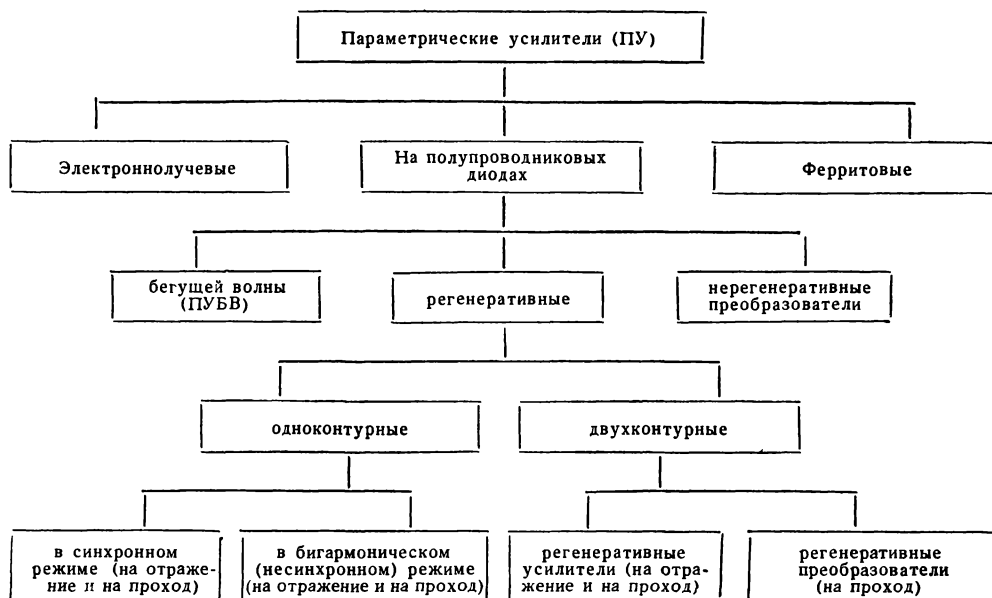 Параметрические усилители (ПУ)
Электроннолучевые
На полупроводниковых
диодах
Ферритовые
бегущей волны
(ПУБВ)
регенеративные
нерегенеративные
преобразователи
одноконтурные
двухконтурные
в синхронном
режиме (на отраже-
ние и на проход)
в бигармоническом
(несинхронном) режиме
(на отражение и на проход)
регенеративные
усилители (на отра-
жение и на проход)
регенеративные
преобразователи
(на проход)